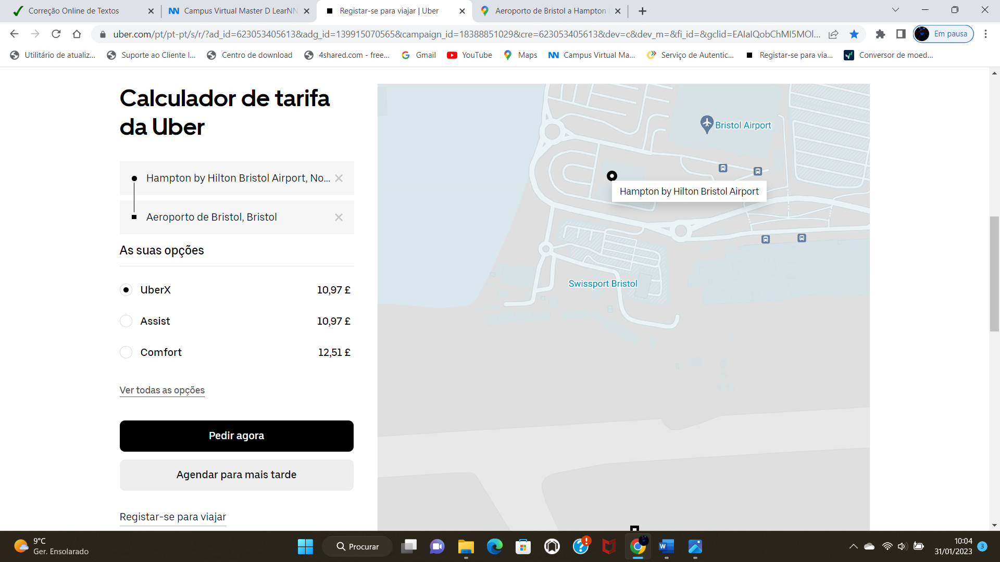 Correção Online de Textos
Campus Virtual Master D LearNN
Registar-se para viajar | Uber
Aeroporto de Bristol a Hampton
uber.com/pt/pt-pt/s/r/?ad_id=623053405613&adg_id=139915070565&campaign_id=18388851029&cre=623053405613&dev=c&dev_m=&fi_id=&gclid=EAIaIQobChMI5MOl...
Em pausa
Utilitário de atualiz...
Suporte ao Cliente I...
Centro de download
4shared.com - free...
Gmail
YouTube
Maps
Campus Virtual Ma...
Serviço de Autentic...
Registar-se para via...
Conversor de moed...
Calculador de tarifa
da Uber
Hampton by Hilton Bristol Airport, No...
Aeroporto de Bristol, Bristol
As suas opções
UberX 10,97 £
Assist 10,97 £
Comfort 12,51 £
Ver todas as opções
Pedir agora
Agendar para mais tarde
Registar-se para viajar
Bristol Airport
Hampton by Hilton Bristol Airport
Swissport Bristol
9°C
Ger. Ensolarado
Procurar
10:04
31/01/2023
3